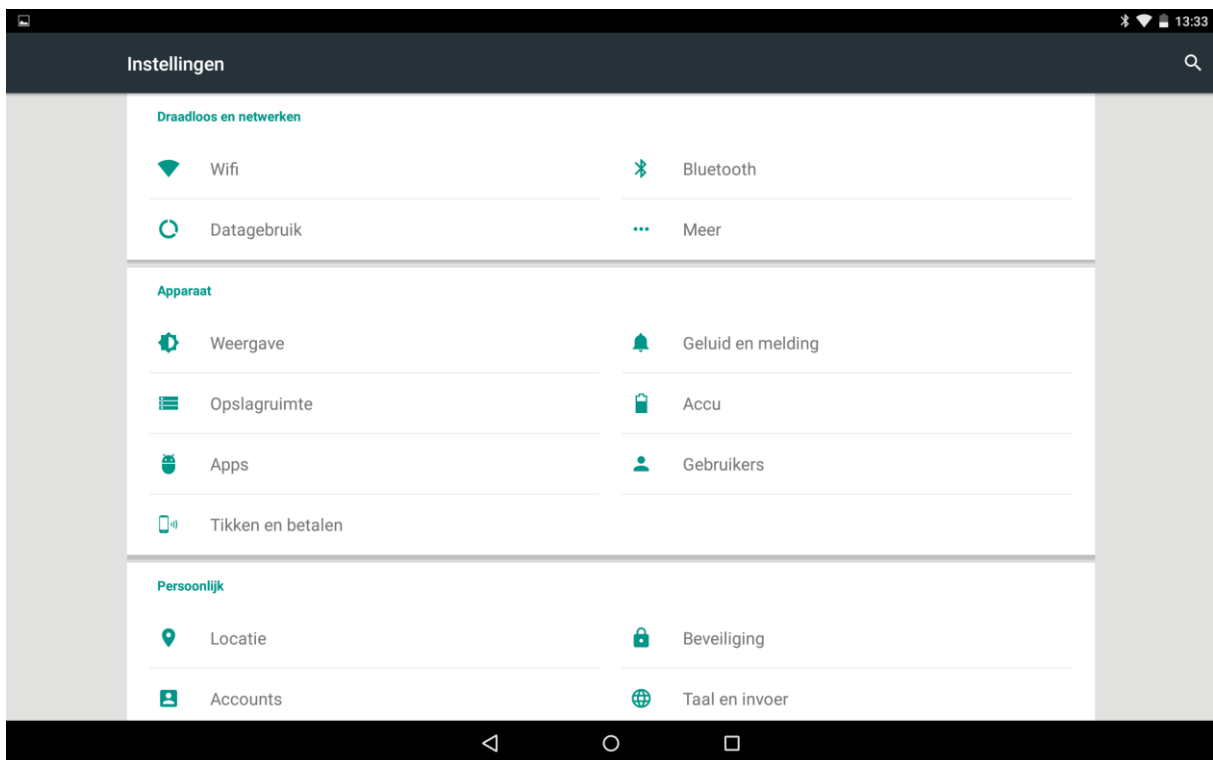 13:33
Instellingen
Draadloos en netwerken
Wifi
Bluetooth
Datagebruik
Meer
Apparaat
Weergave
Geluid en melding
Opslagruimte
Accu
Apps
Gebruikers
Tikken en betalen
Persoonlijk
Locatie
Beveiliging
Accounts
Taal en invoer